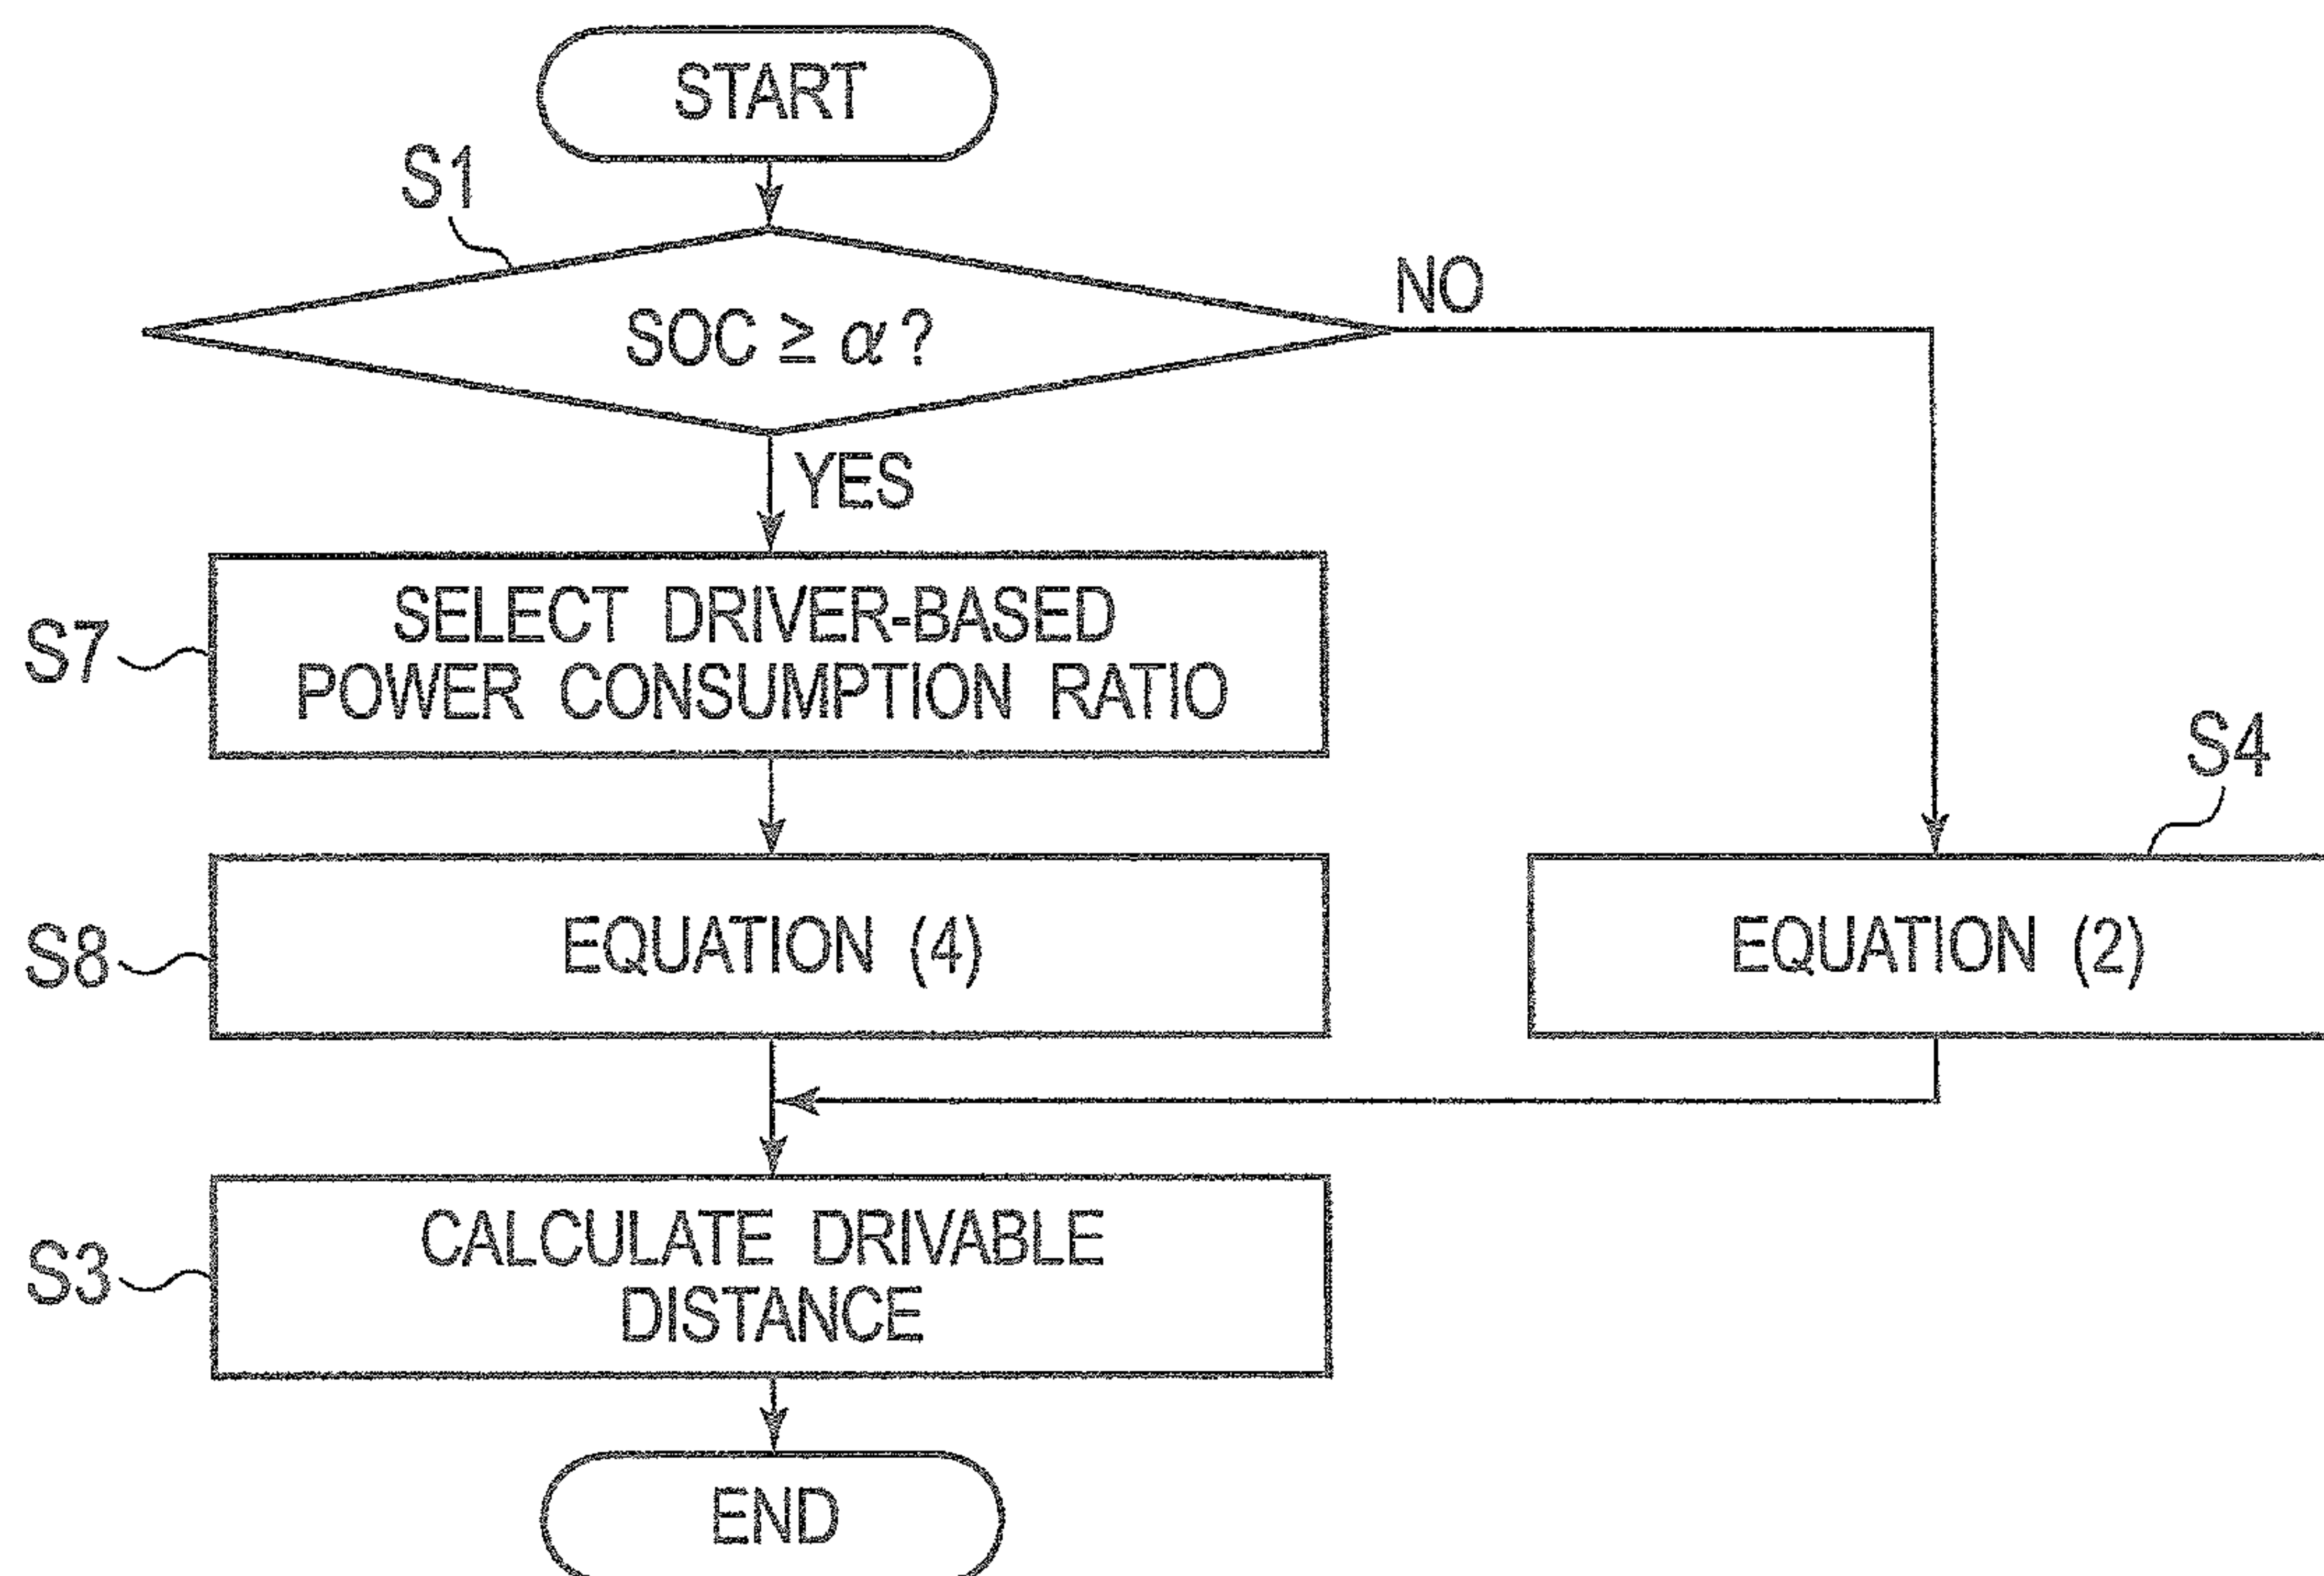 START
S1
SOC ≥ α ?
NO
YES
S7
SELECT DRIVER-BASED
POWER CONSUMPTION RATIO
S4
S8
EQUATION (4)
EQUATION (2)
S3
CALCULATE DRIVABLE
DISTANCE
END